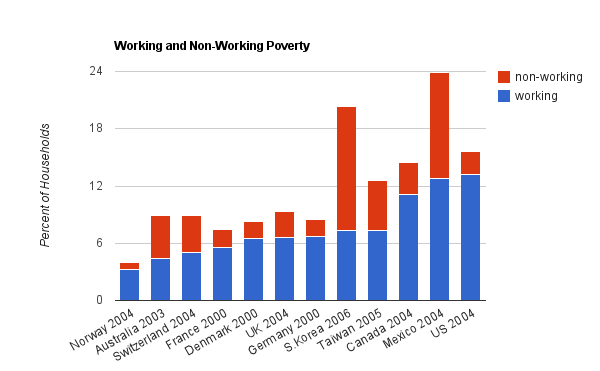 Working and Non-Working Poverty
24
18
12
6
0
Percent of Households
non-working
working
Norway 2004
Australia 2003
Switzerland 2004
France 2000
Denmark 2000
UK 2004
Germany 2000
S.Korea 2006
Taiwan 2005
Canada 2004
Mexico 2004
US 2004